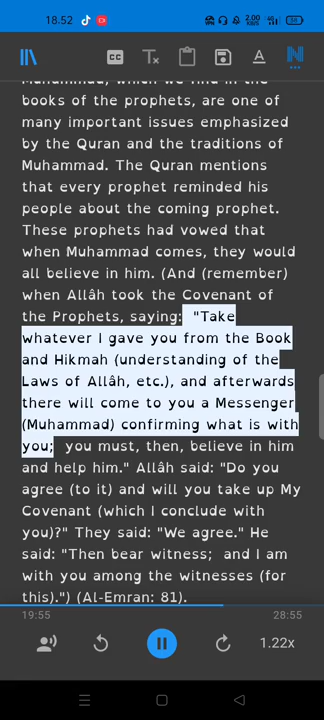 18.52
2.00
KB/S
56
CC
Muhammad, which we find in the
books of the prophets, are one of
many important issues emphasized
by the Quran and the traditions of
Muhammad. The Quran mentions
that every prophet reminded his
people about the coming prophet.
These prophets had vowed that
when Muhammad comes, they would
all believe in him. (And (remember)
when Allâh took the Covenant of
the Prophets, saying: "Take
whatever I gave you from the Book
and Hikmah (understanding of the
Laws of Allâh, etc.), and afterwards
there will come to you a Messenger
(Muhammad) confirming what is with
you; you must, then, believe in him
and help him." Allâh said: "Do you
agree (to it) and will you take up My
Covenant (which I conclude with
you)?" They said: "We agree." He
said: "Then bear witness; and I am
with you among the witnesses (for
this).") (Al-Emran: 81).
19:55
28:55
1.22x